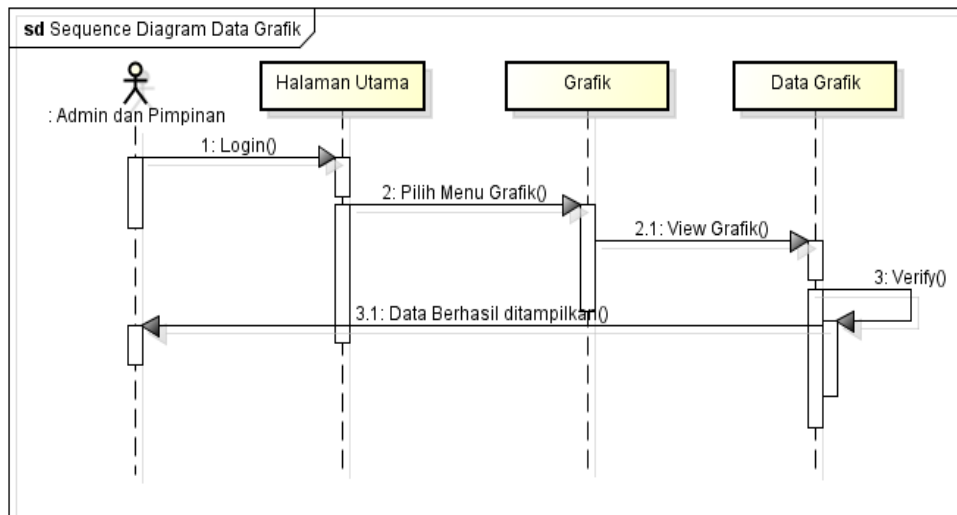 sd Sequence Diagram Data Grafik
Halaman Utama
Grafik
Data Grafik
: Admin dan Pimpinan
1: Login()
2: Pilih Menu Grafik()
2.1: View Grafik()
3: Verify()
3.1: Data Berhasil ditampilkan()